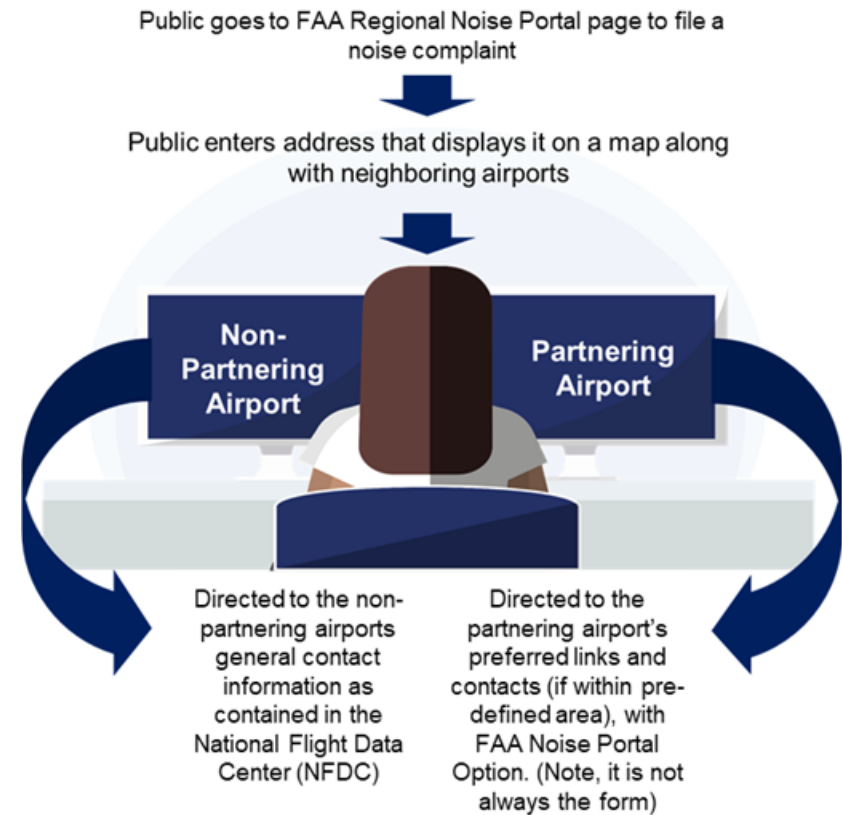 Public goes to FAA Regional Noise Portal page to file a
noise complaint
Public enters address that displays it on a map along
with neighboring airports
Non-
Partnering
Airport
Partnering
Airport
Directed to the non-
partnering airports
general contact
information as
contained in the
National Flight Data
Center (NFDC)
Directed to the
partnering airport's
preferred links and
contacts (if within pre-
defined area), with
FAA Noise Portal
Option. (Note, it is not
always the form)